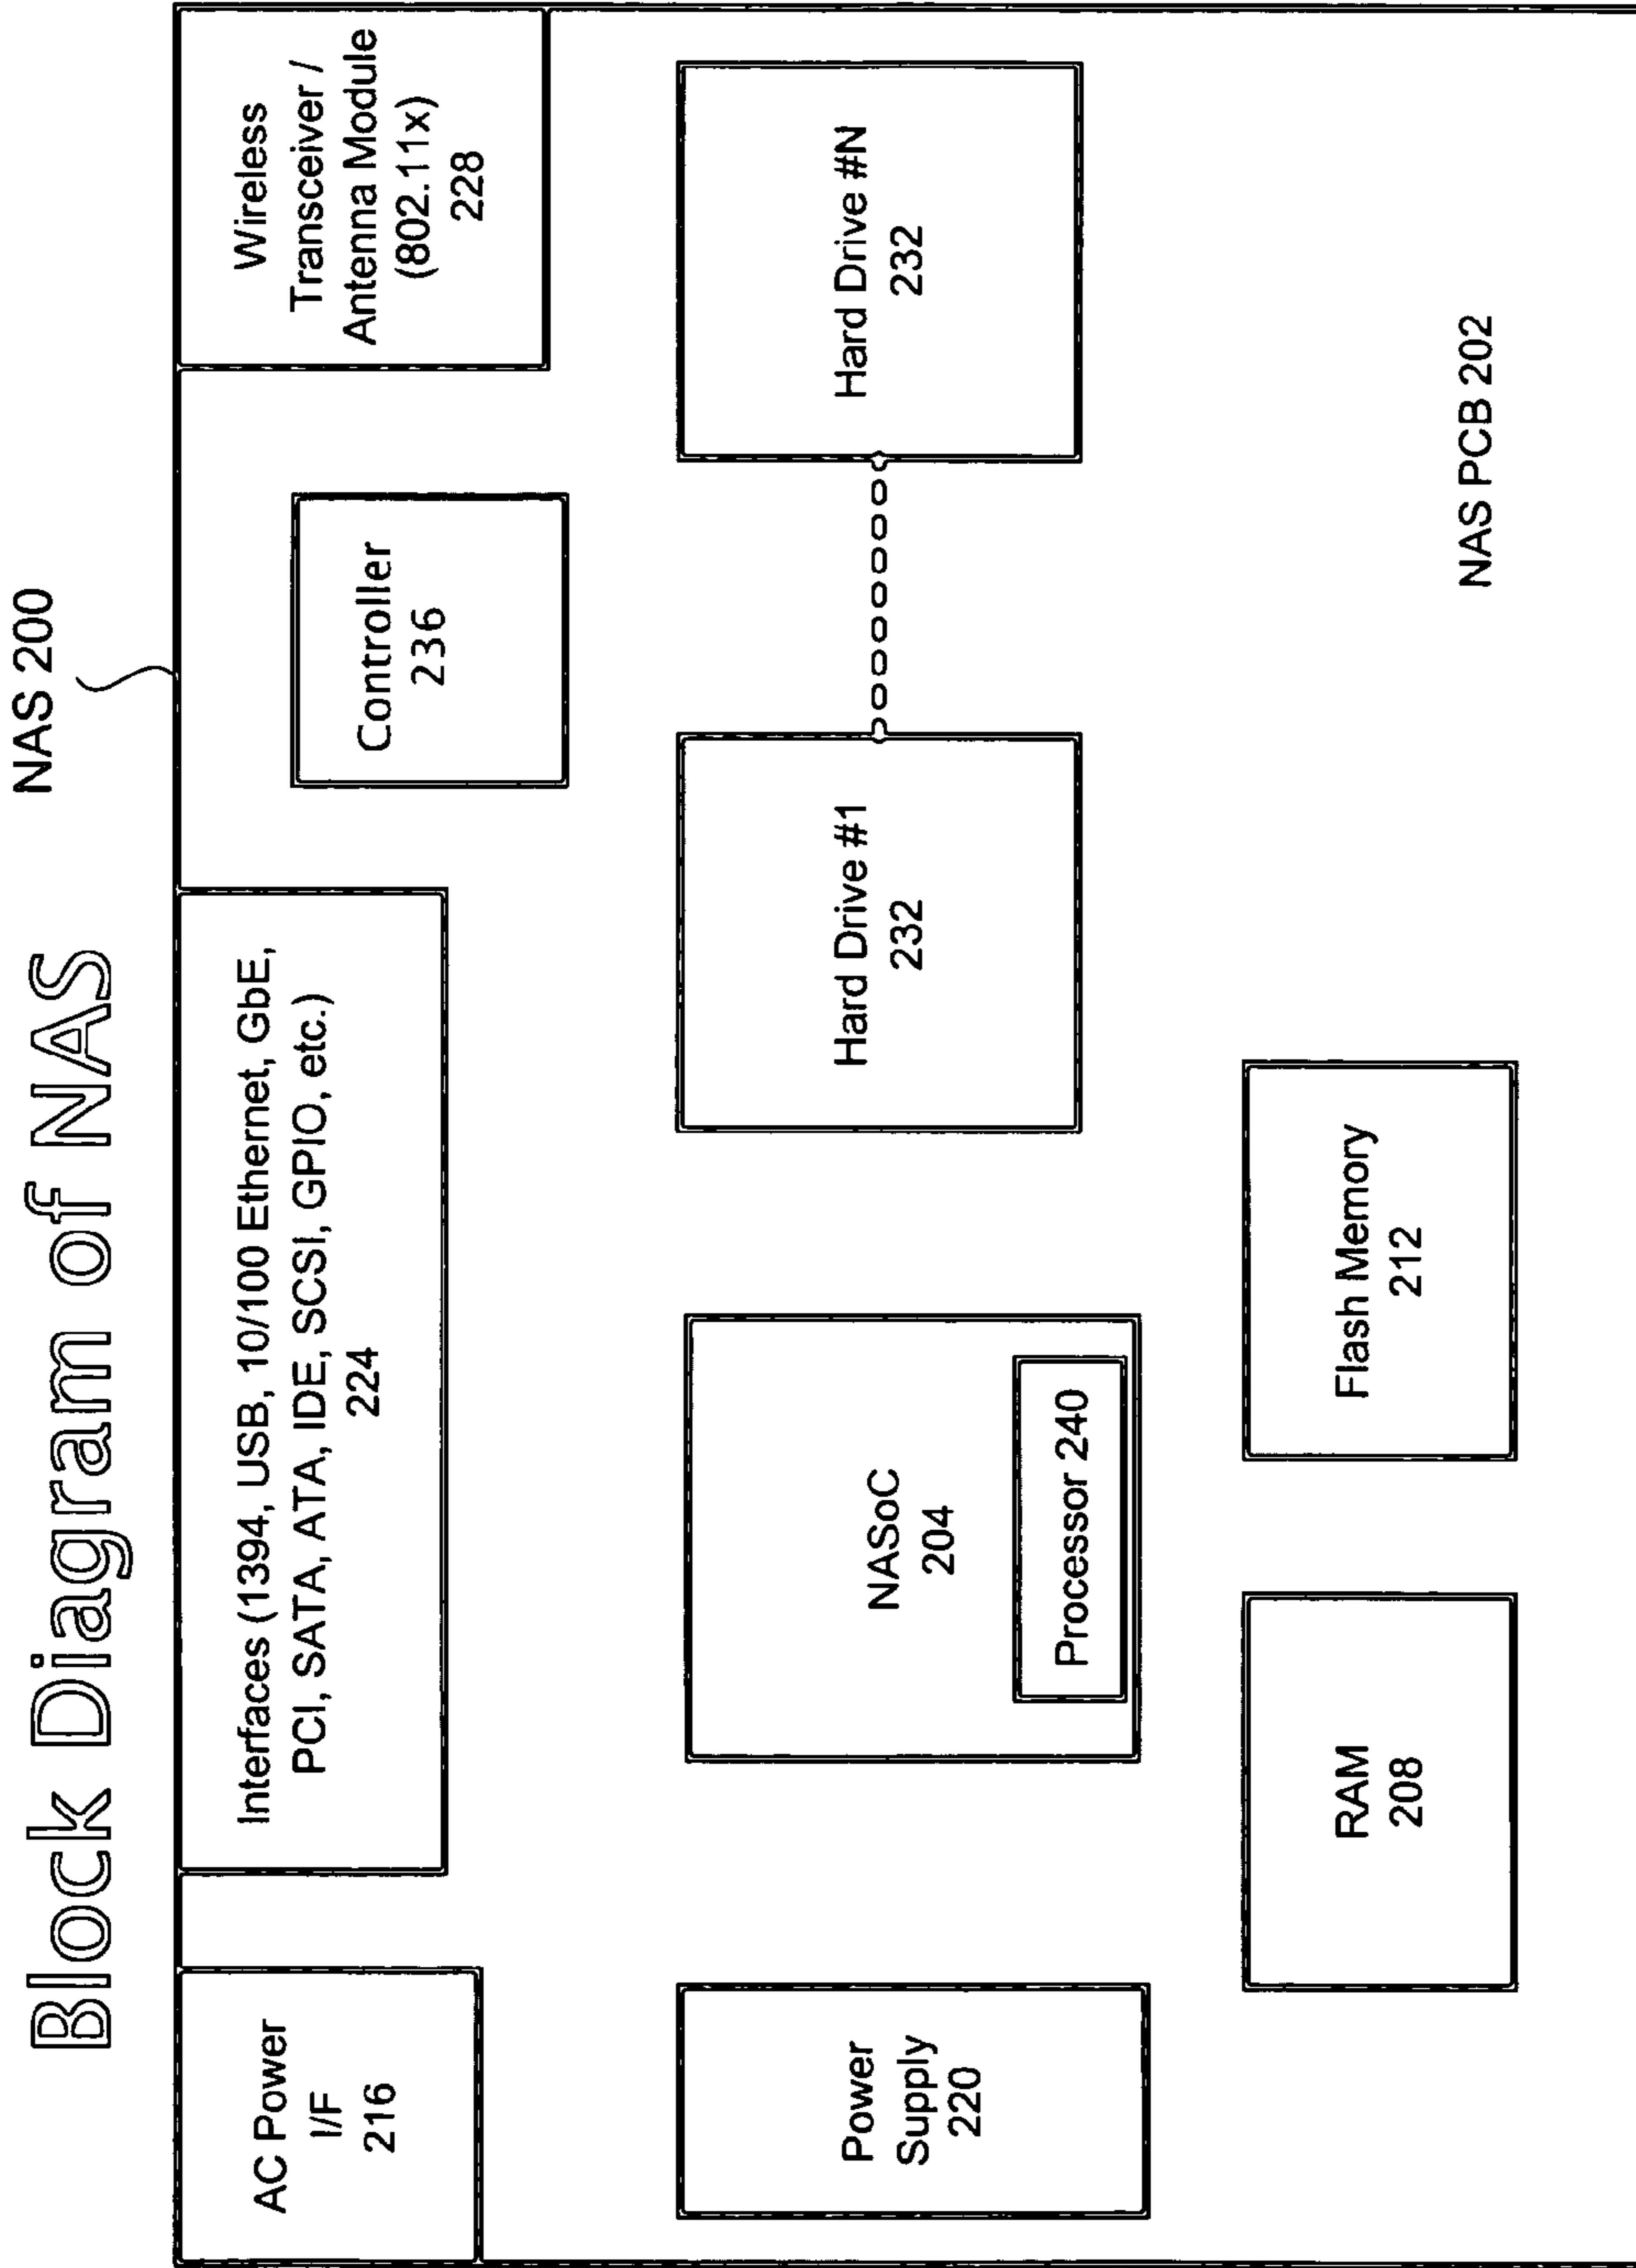 Block Diagram of NAS
NAS 200
AC Power
I/F
216
Interfaces (1394, USB, 10/100 Ethernet, GbE,
PCI, SATA, ATA, IDE, SCSI, GPIO, etc.)
224
Controller
236
Wireless
Transceiver /
Antenna Module
(802.11x)
228
Power
Supply
220
NASoC
204
Processor 240
Hard Drive #1
232
Hard Drive #N
232
RAM
208
Flash Memory
212
NAS PCB 202